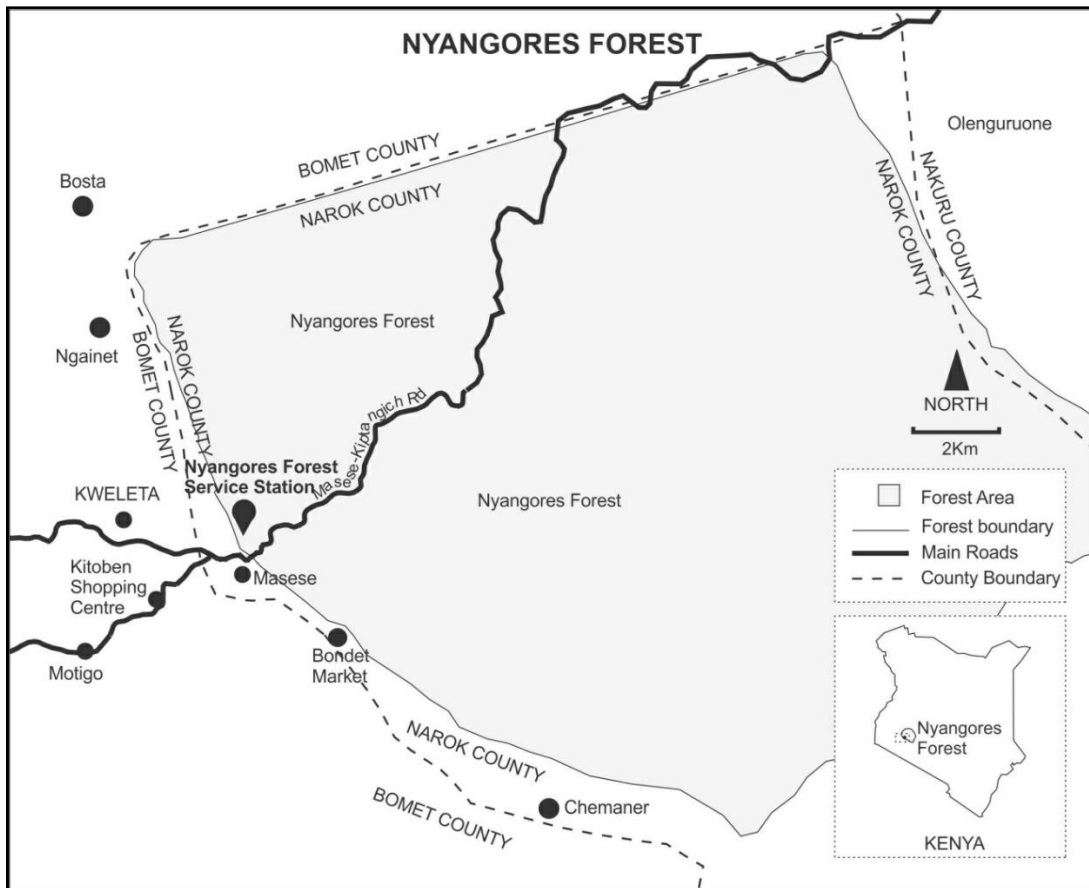 NYANGORES FOREST
BOMET COUNTY
NAROK COUNTY
Olenguruone
NAKURU COUNTY
NAROK COUNTY
Bosta
Ngainet
BOMET COUNTY
NAROK COUNTY
Nyangores Forest
Masese-Kiptangich Rd
Nyangores Forest
Service Station
KWELETA
Kitoben
Shopping
Centre
Masese
Motigo
Bondet
Market
Nyangores Forest
NAROK COUNTY
BOMET COUNTY
Chemaner
NORTH
2Km
Forest Area
Forest boundary
Main Roads
County Boundary
Nyangores
Forest
KENYA